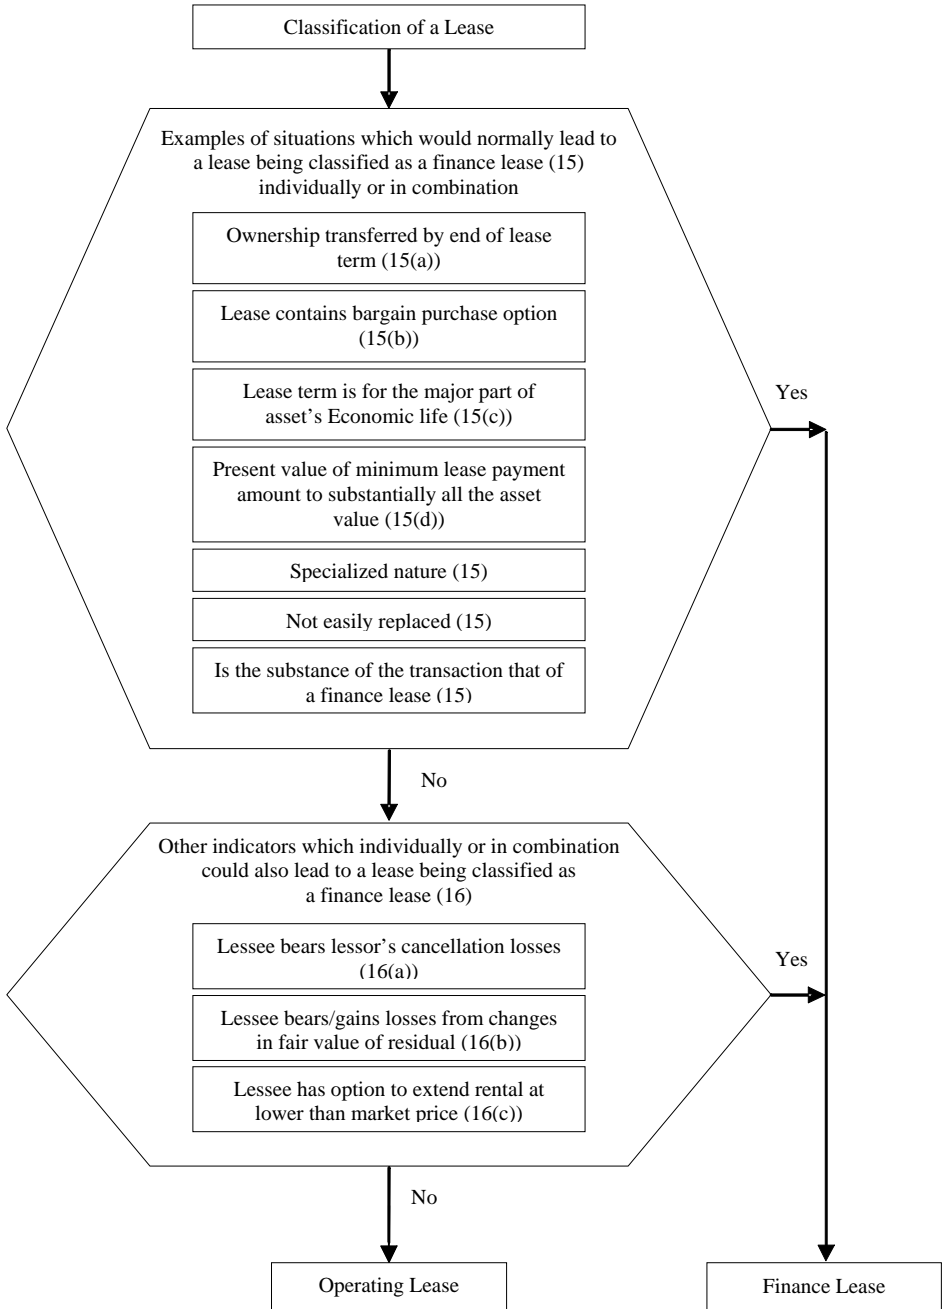 Classification of a Lease
Examples of situations which would normally lead to
a lease being classified as a finance lease (15)
individually or in combination
Ownership transferred by end of lease
term (15(a))
Lease contains bargain purchase option
(15(b))
Lease term is for the major part of
asset's Economic life (15(c))
Yes
Present value of minimum lease payment
amount to substantially all the asset
value (15(d))
Specialized nature (15)
Not easily replaced (15)
Is the substance of the transaction that of
a finance lease (15)
No
Other indicators which individually or in combination
could also lead to a lease being classified as
a finance lease (16)
Lessee bears lessor's cancellation losses
(16(a))
Yes
Lessee bears/gains losses from changes
in fair value of residual (16(b))
Lessee has option to extend rental at
lower than market price (16(c))
No
Operating Lease
Finance Lease